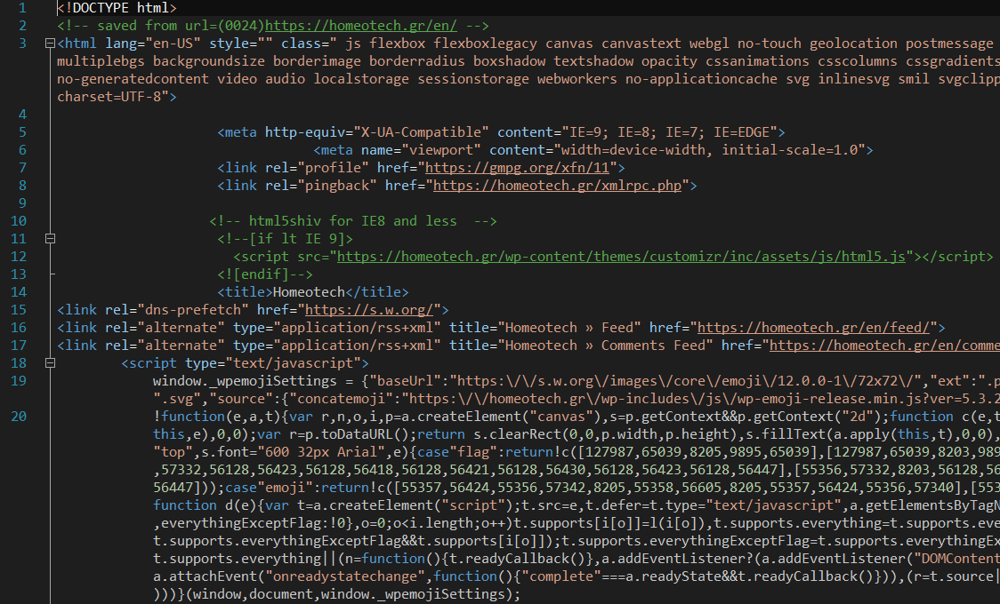 1 <!DOCTYPE html>
2 <!-- saved from url=(0024)https://homeotech.gr/en/ -->
3 <html lang="en-US" style="" class=" js flexbox flexboxlegacy canvas canvastext webgl no-touch geolocation postmessage
multiplebgs backgroundsize borderimage borderradius boxshadow textshadow opacity cssanimations csscolumns cssgradients
no-generatedcontent video audio localstorage sessionstorage webworkers no-applicationcache svg inlinesvg smil svgclipp
charset=UTF-8">
4
5 <meta http-equiv="X-UA-Compatible" content="IE=9; IE=8; IE=7; IE=EDGE">
6 <meta name="viewport" content="width=device-width, initial-scale=1.0">
7 <link rel="profile" href="https://gmpg.org/xfn/11">
8 <link rel="pingback" href="https://homeotech.gr/xmlrpc.php">
9
10 <!-- html5shiv for IE8 and less  -->
11 <!--[if lt IE 9]>
12 <script src="https://homeotech.gr/wp-content/themes/customizr/inc/assets/js/html5.js"></script>
13 <![endif]-->
14 <title>Homeotech</title>
15 <link rel="dns-prefetch" href="https://s.w.org/">
16 <link rel="alternate" type="application/rss+xml" title="Homeotech » Feed" href="https://homeotech.gr/en/feed/">
17 <link rel="alternate" type="application/rss+xml" title="Homeotech » Comments Feed" href="https://homeotech.gr/en/comme
18 <script type="text/javascript">
19 window._wpemojiSettings = {"baseUrl":"https:\/\/s.w.org\/images\/core\/emoji\/12.0.0-1\/72x72\/","ext":".p
".svg","source":{"concatemoji":"https:\/\/homeotech.gr\/wp-includes\/js\/wp-emoji-release.min.js?ver=5.3.2
20 !function(e,a,t){var r,n,o,i,p=a.createElement("canvas"),s=p.getContext&&p.getContext("2d");function c(e,t
this,e),0,0);var r=p.toDataURL();return s.clearRect(0,0,p.width,p.height),s.fillText(a.apply(this,t),0,0),
"top",s.font="600 32px Arial",e){case"flag":return!c([127987,65039,8205,9895,65039],[127987,65039,8203,989
,57332,56128,56423,56128,56418,56128,56421,56128,56430,56128,56423,56128,56447],[55356,57332,8203,56128,56
56447]));case"emoji":return!c([55357,56424,55356,57342,8205,55358,56605,8205,55357,56424,55356,57340],[553
function d(e){var t=a.createElement("script");t.src=e,t.defer=t.type="text/javascript",a.getElementsByTagN
,everythingExceptFlag:!0},o=0;o<i.length;o++)t.supports[i[o]]=l(i[o]),t.supports.everything=t.supports.eve
t.supports.everythingExceptFlag&&t.supports[i[o]]);t.supports.everythingExceptFlag=t.supports.everythingEx
t.supports.everything||(n=function(){t.readyCallback()},a.addEventListener?(a.addEventListener("DOMContent
a.attachEvent("onreadystatechange",function(){"complete"===a.readyState&&t.readyCallback()})),(r=t.source|
)))}(window,document,window._wpemojiSettings);